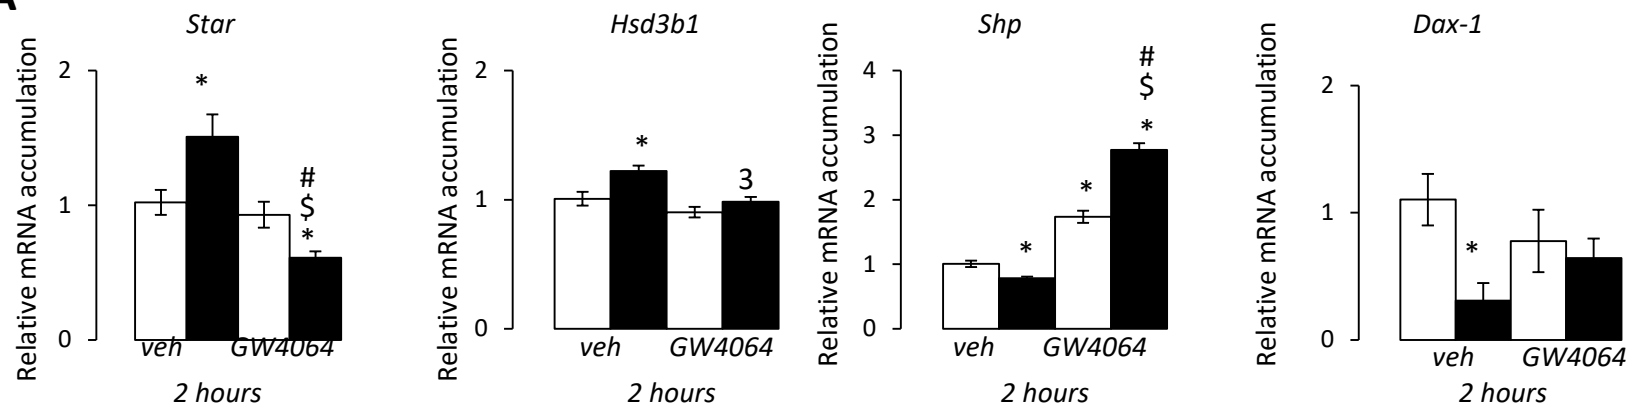 A
Star
Relative mRNA accumulation
2
1
0
*
#
$
*
veh GW4064
2 hours
Hsd3b1
Relative mRNA accumulation
2
1
0
*
3
veh GW4064
2 hours
Shp
Relative mRNA accumulation
4
3
2
1
0
*
*
#
$
*
veh GW4064
2 hours
Dax-1
Relative mRNA accumulation
2
1
0
*
veh GW4064
2 hours